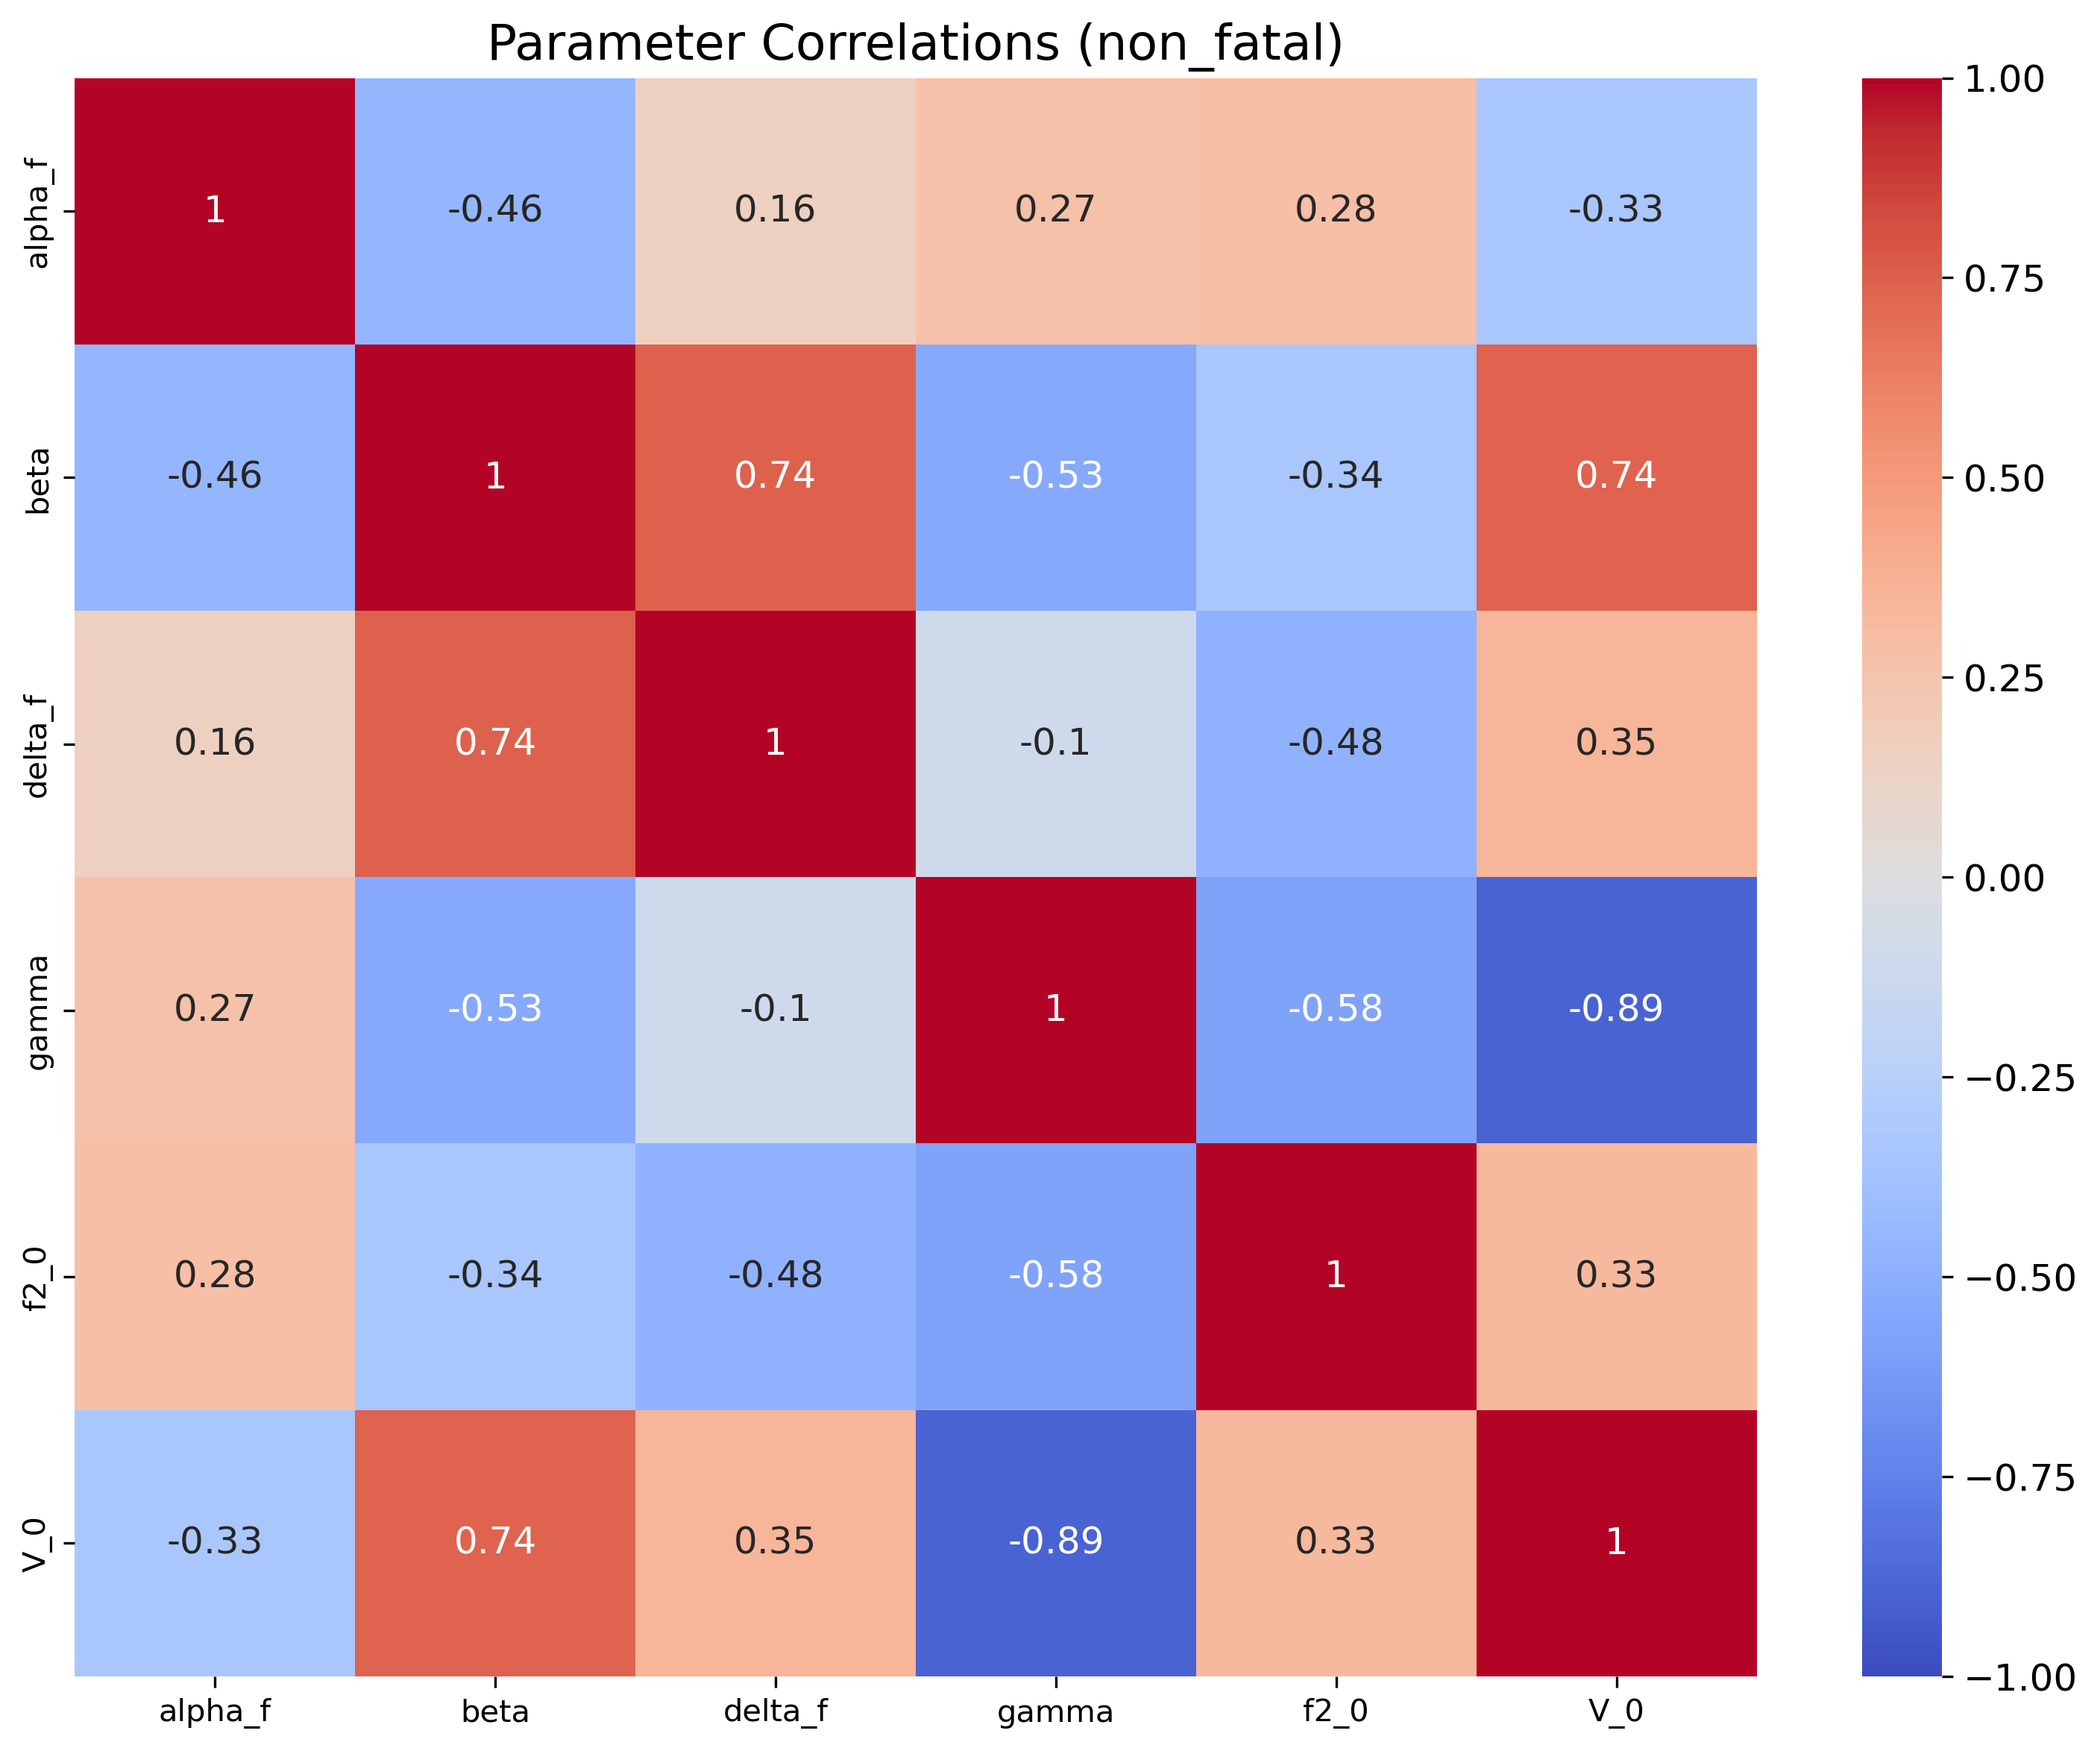 Parameter Correlations (non_fatal)
alpha_f 1 -0.46 0.16 0.27 0.28 -0.33
beta -0.46 1 0.74 -0.53 -0.34 0.74
delta_f 0.16 0.74 1 -0.1 -0.48 0.35
gamma 0.27 -0.53 -0.1 1 -0.58 -0.89
f2_0 0.28 -0.34 -0.48 -0.58 1 0.33
V_0 -0.33 0.74 0.35 -0.89 0.33 1
alpha_f beta delta_f gamma f2_0 V_0
1.00
0.75
0.50
0.25
0.00
−0.25
−0.50
−0.75
−1.00